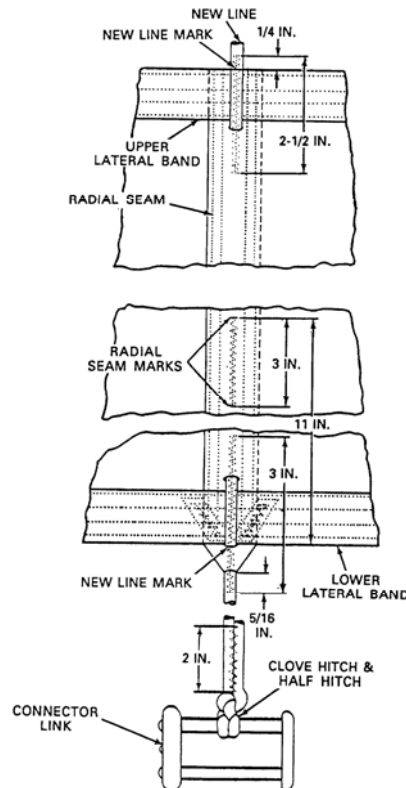 NEW LINE
NEW LINE MARK
1/4 IN.
2-1/2 IN.
UPPER
LATERAL BAND
RADIAL SEAM
RADIAL
SEAM MARKS
3 IN.
11 IN.
3 IN.
NEW LINE MARK
LOWER
LATERAL BAND
5/16
IN.
2 IN.
CLOVE HITCH &
HALF HITCH
CONNECTOR
LINK